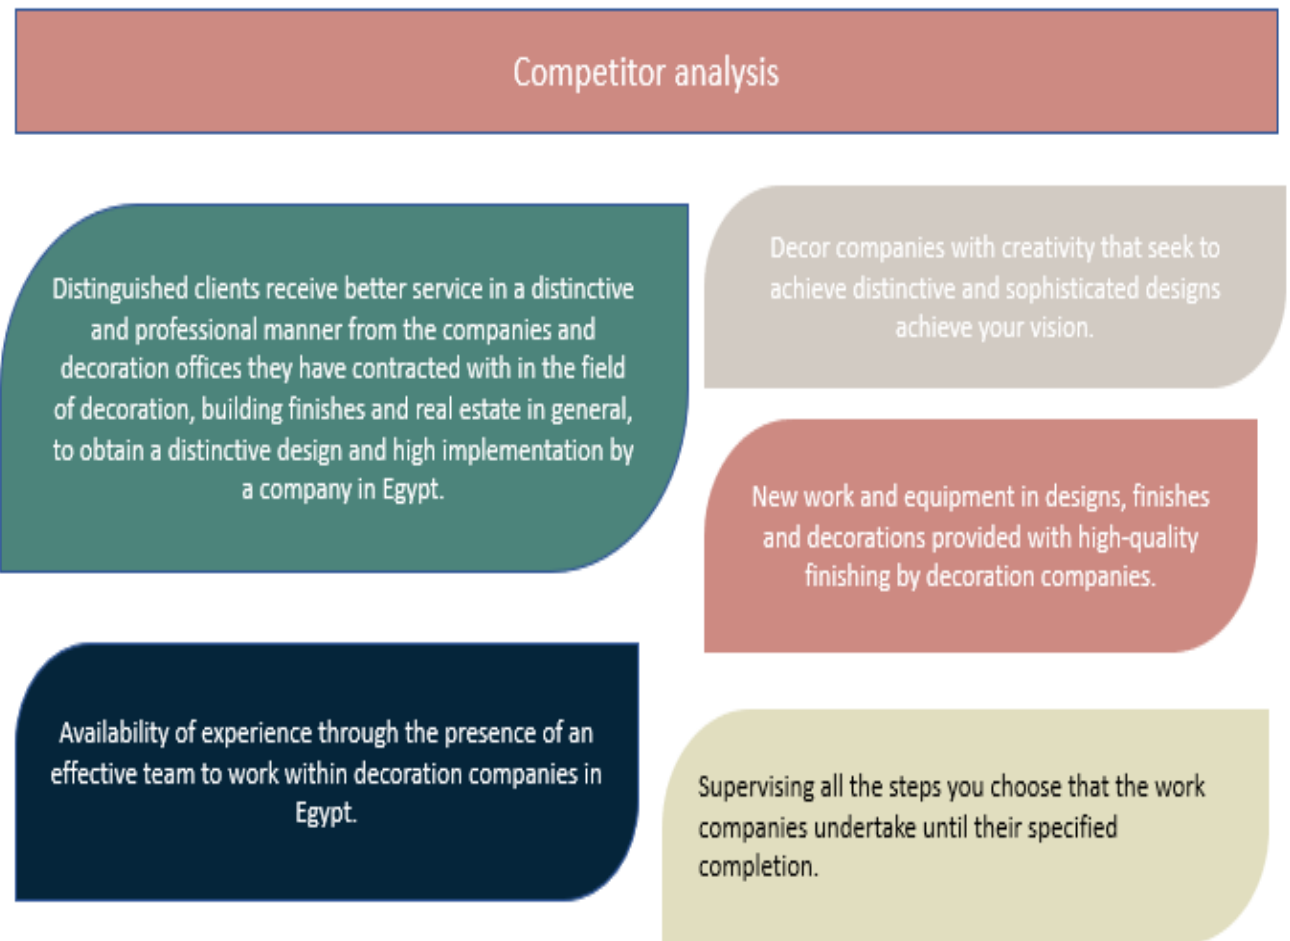 Competitor analysis
Distinguished clients receive better service in a distinctive
and professional manner from the companies and
decoration offices they have contracted with in the field
of decoration, building finishes and real estate in general,
to obtain a distinctive design and high implementation by
a company in Egypt.
Decor companies with creativity that seek to
achieve distinctive and sophisticated designs
achieve your vision.
New work and equipment in designs, finishes
and decorations provided with high-quality
finishing by decoration companies.
Availability of experience through the presence of an
effective team to work within decoration companies in
Egypt.
Supervising all the steps you choose that the work
companies undertake until their specified
completion.